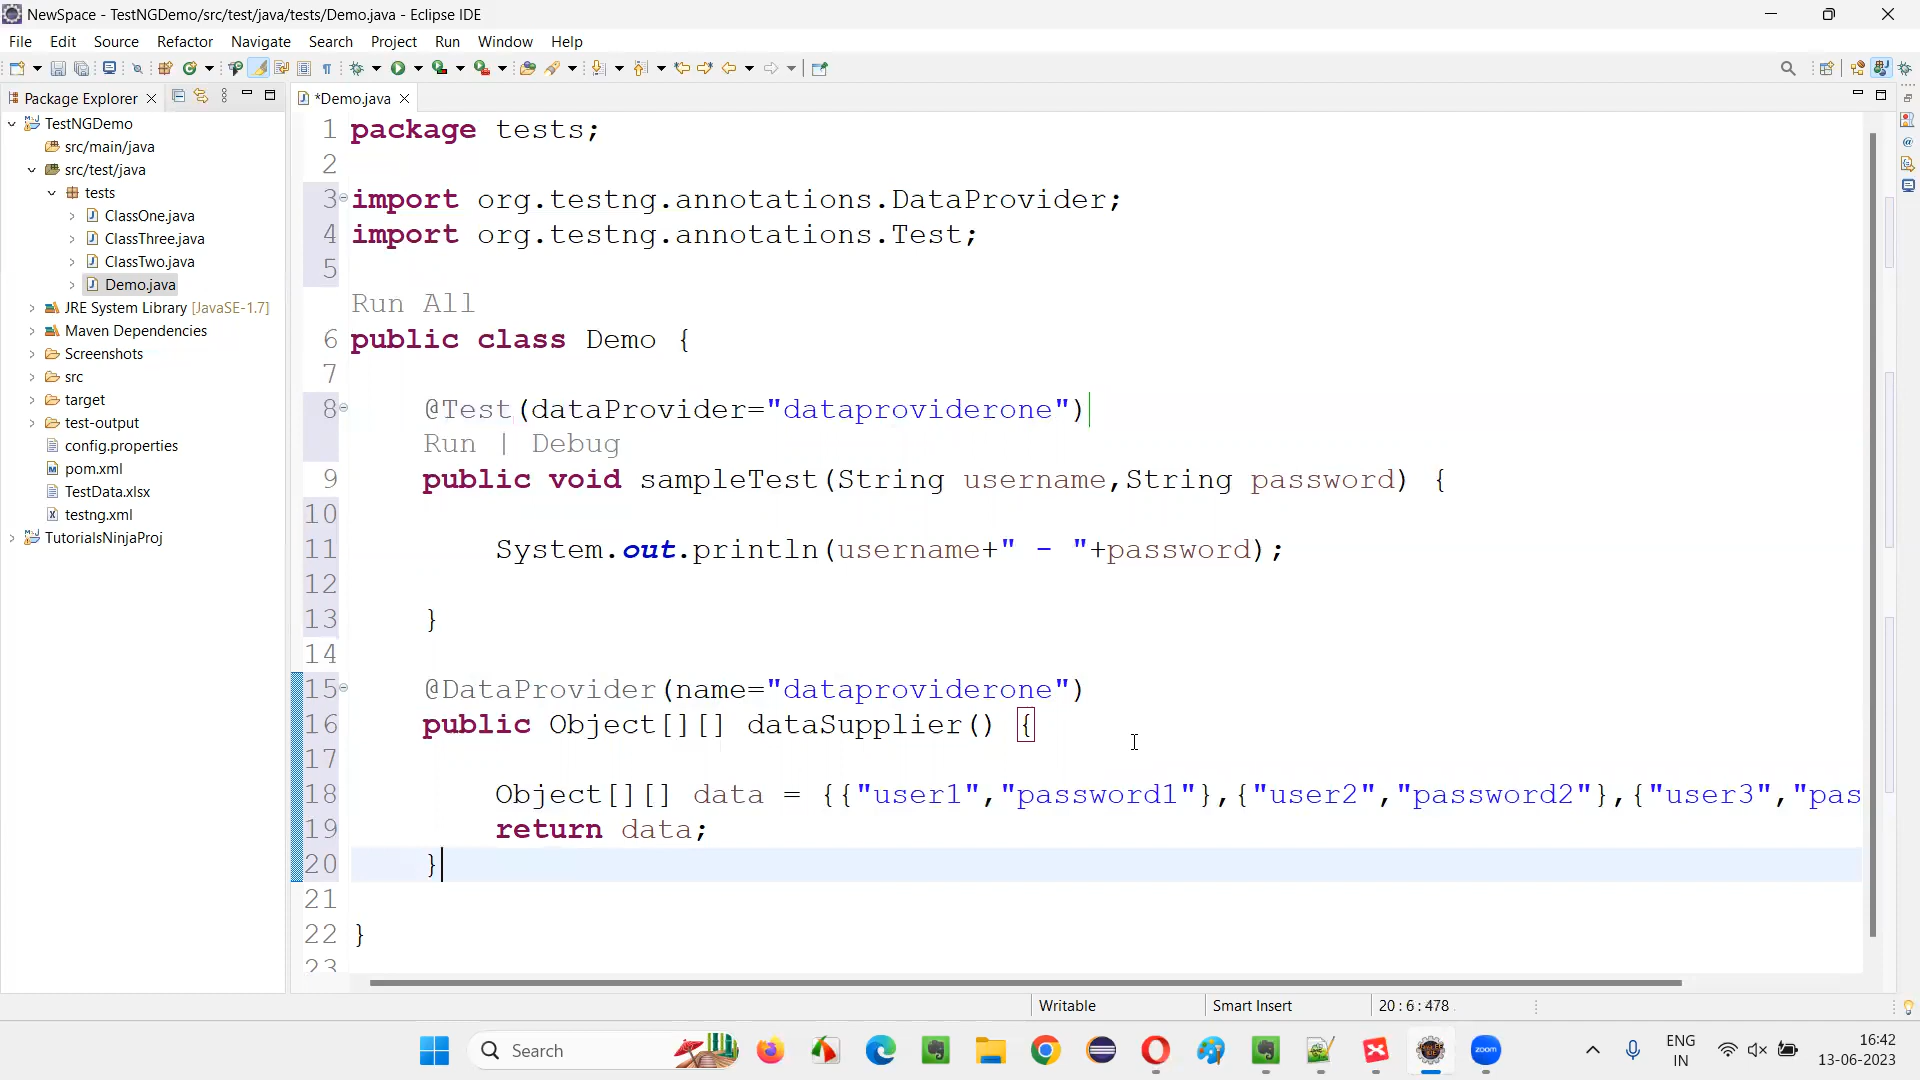 NewSpace - TestNGDemo/src/test/java/tests/Demo.java - Eclipse IDE
File Edit Source Refactor Navigate Search Project Run Window Help
Package Explorer
*Demo.java
TestNGDemo
src/main/java
src/test/java
tests
ClassOne.java
ClassThree.java
ClassTwo.java
Demo.java
JRE System Library [JavaSE-1.7]
Maven Dependencies
Screenshots
src
target
test-output
config.properties
pom.xml
TestData.xlsx
testng.xml
TutorialsNinjaProj
1 package tests;
2
3 import org.testng.annotations.DataProvider;
4 import org.testng.annotations.Test;
5
Run All
6 public class Demo {
7
8 @Test(dataProvider="dataproviderone")
Run | Debug
9 public void sampleTest(String username,String password) {
10
11 System.out.println(username+" - "+password);
12
13 }
14
15 @DataProvider(name="dataproviderone")
16 public Object[][] dataSupplier() {
17
18 Object[][] data = {{"user1","password1"},{"user2","password2"},{"user3","pas
19 return data;
20 }
21
22 }
23
Writable Smart Insert 20 : 6 : 478
Search
zoom
ENG
IN
16:42
13-06-2023